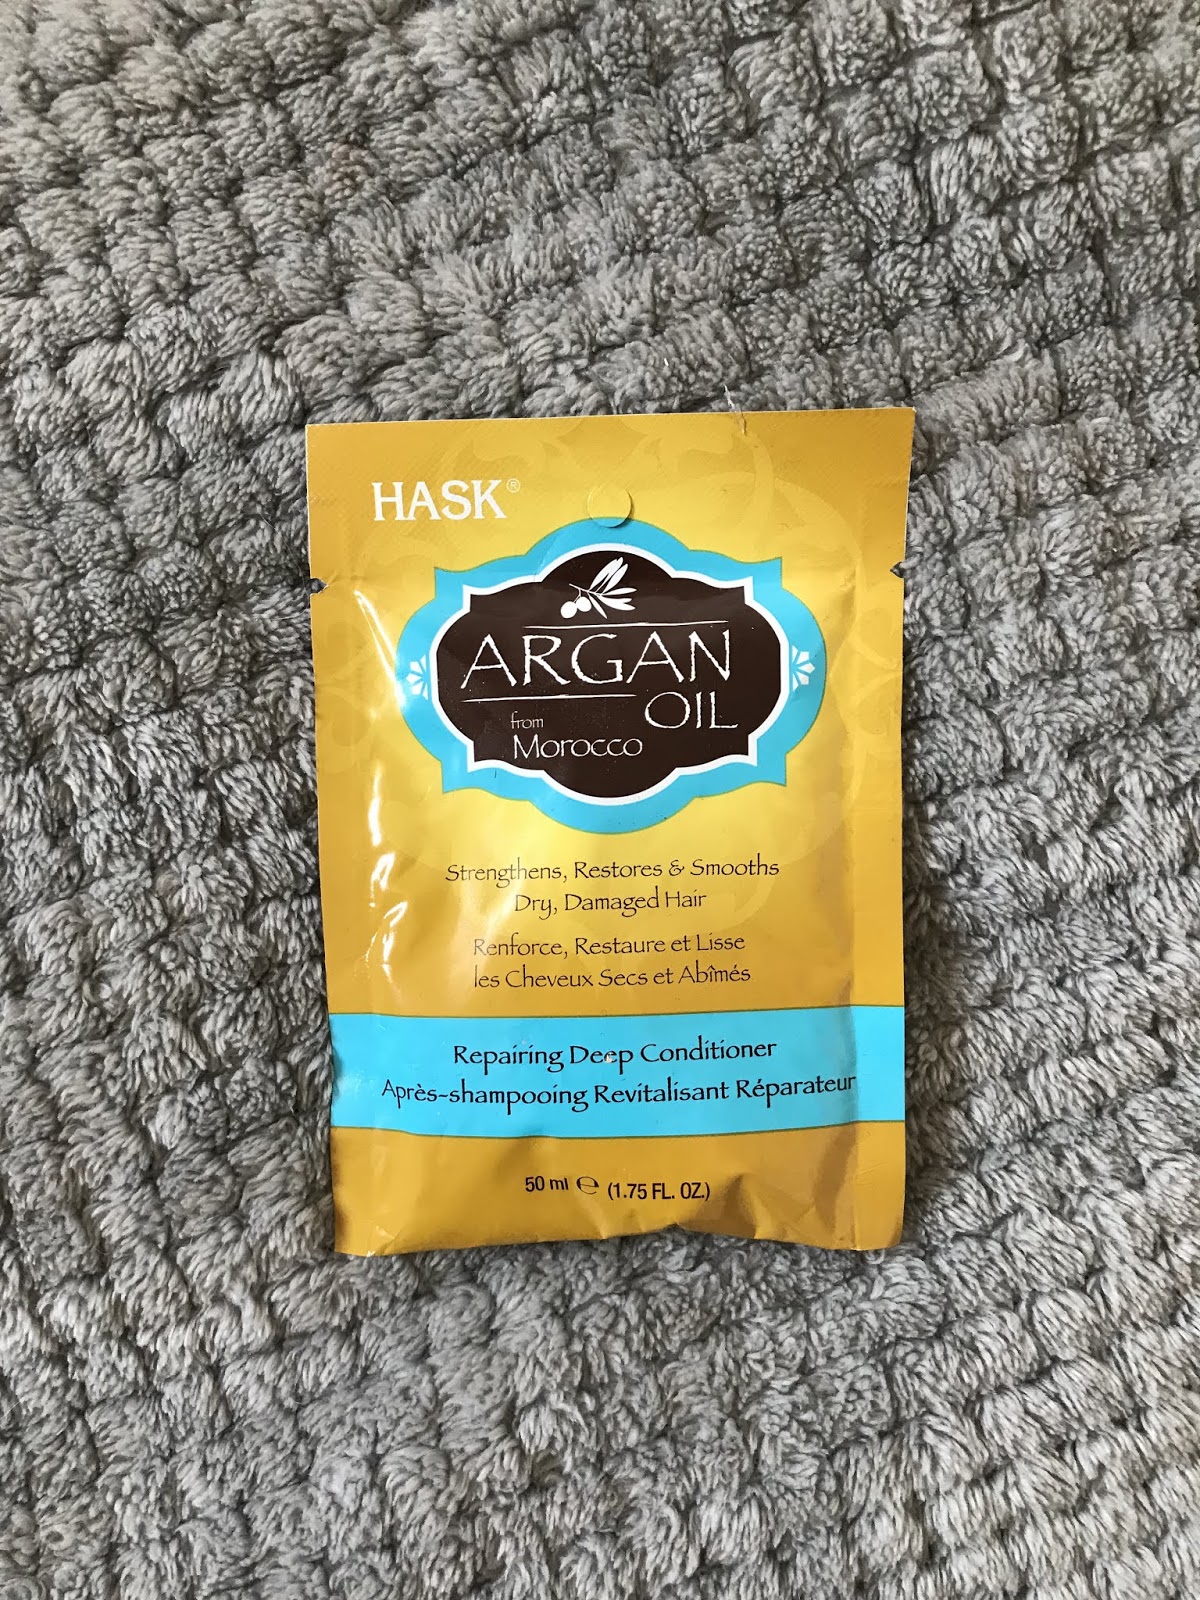 HASK®
ARGAN
OIL
from
Morocco
Strengthens, Restores & Smooths
Dry, Damaged Hair
Renforce, Restaure et Lisse
les Cheveux Secs et Abîmés
Repairing Deep Conditioner
Après-shampooing Revitalisant Réparateur
50 ml ℮ (1.75 FL. OZ.)